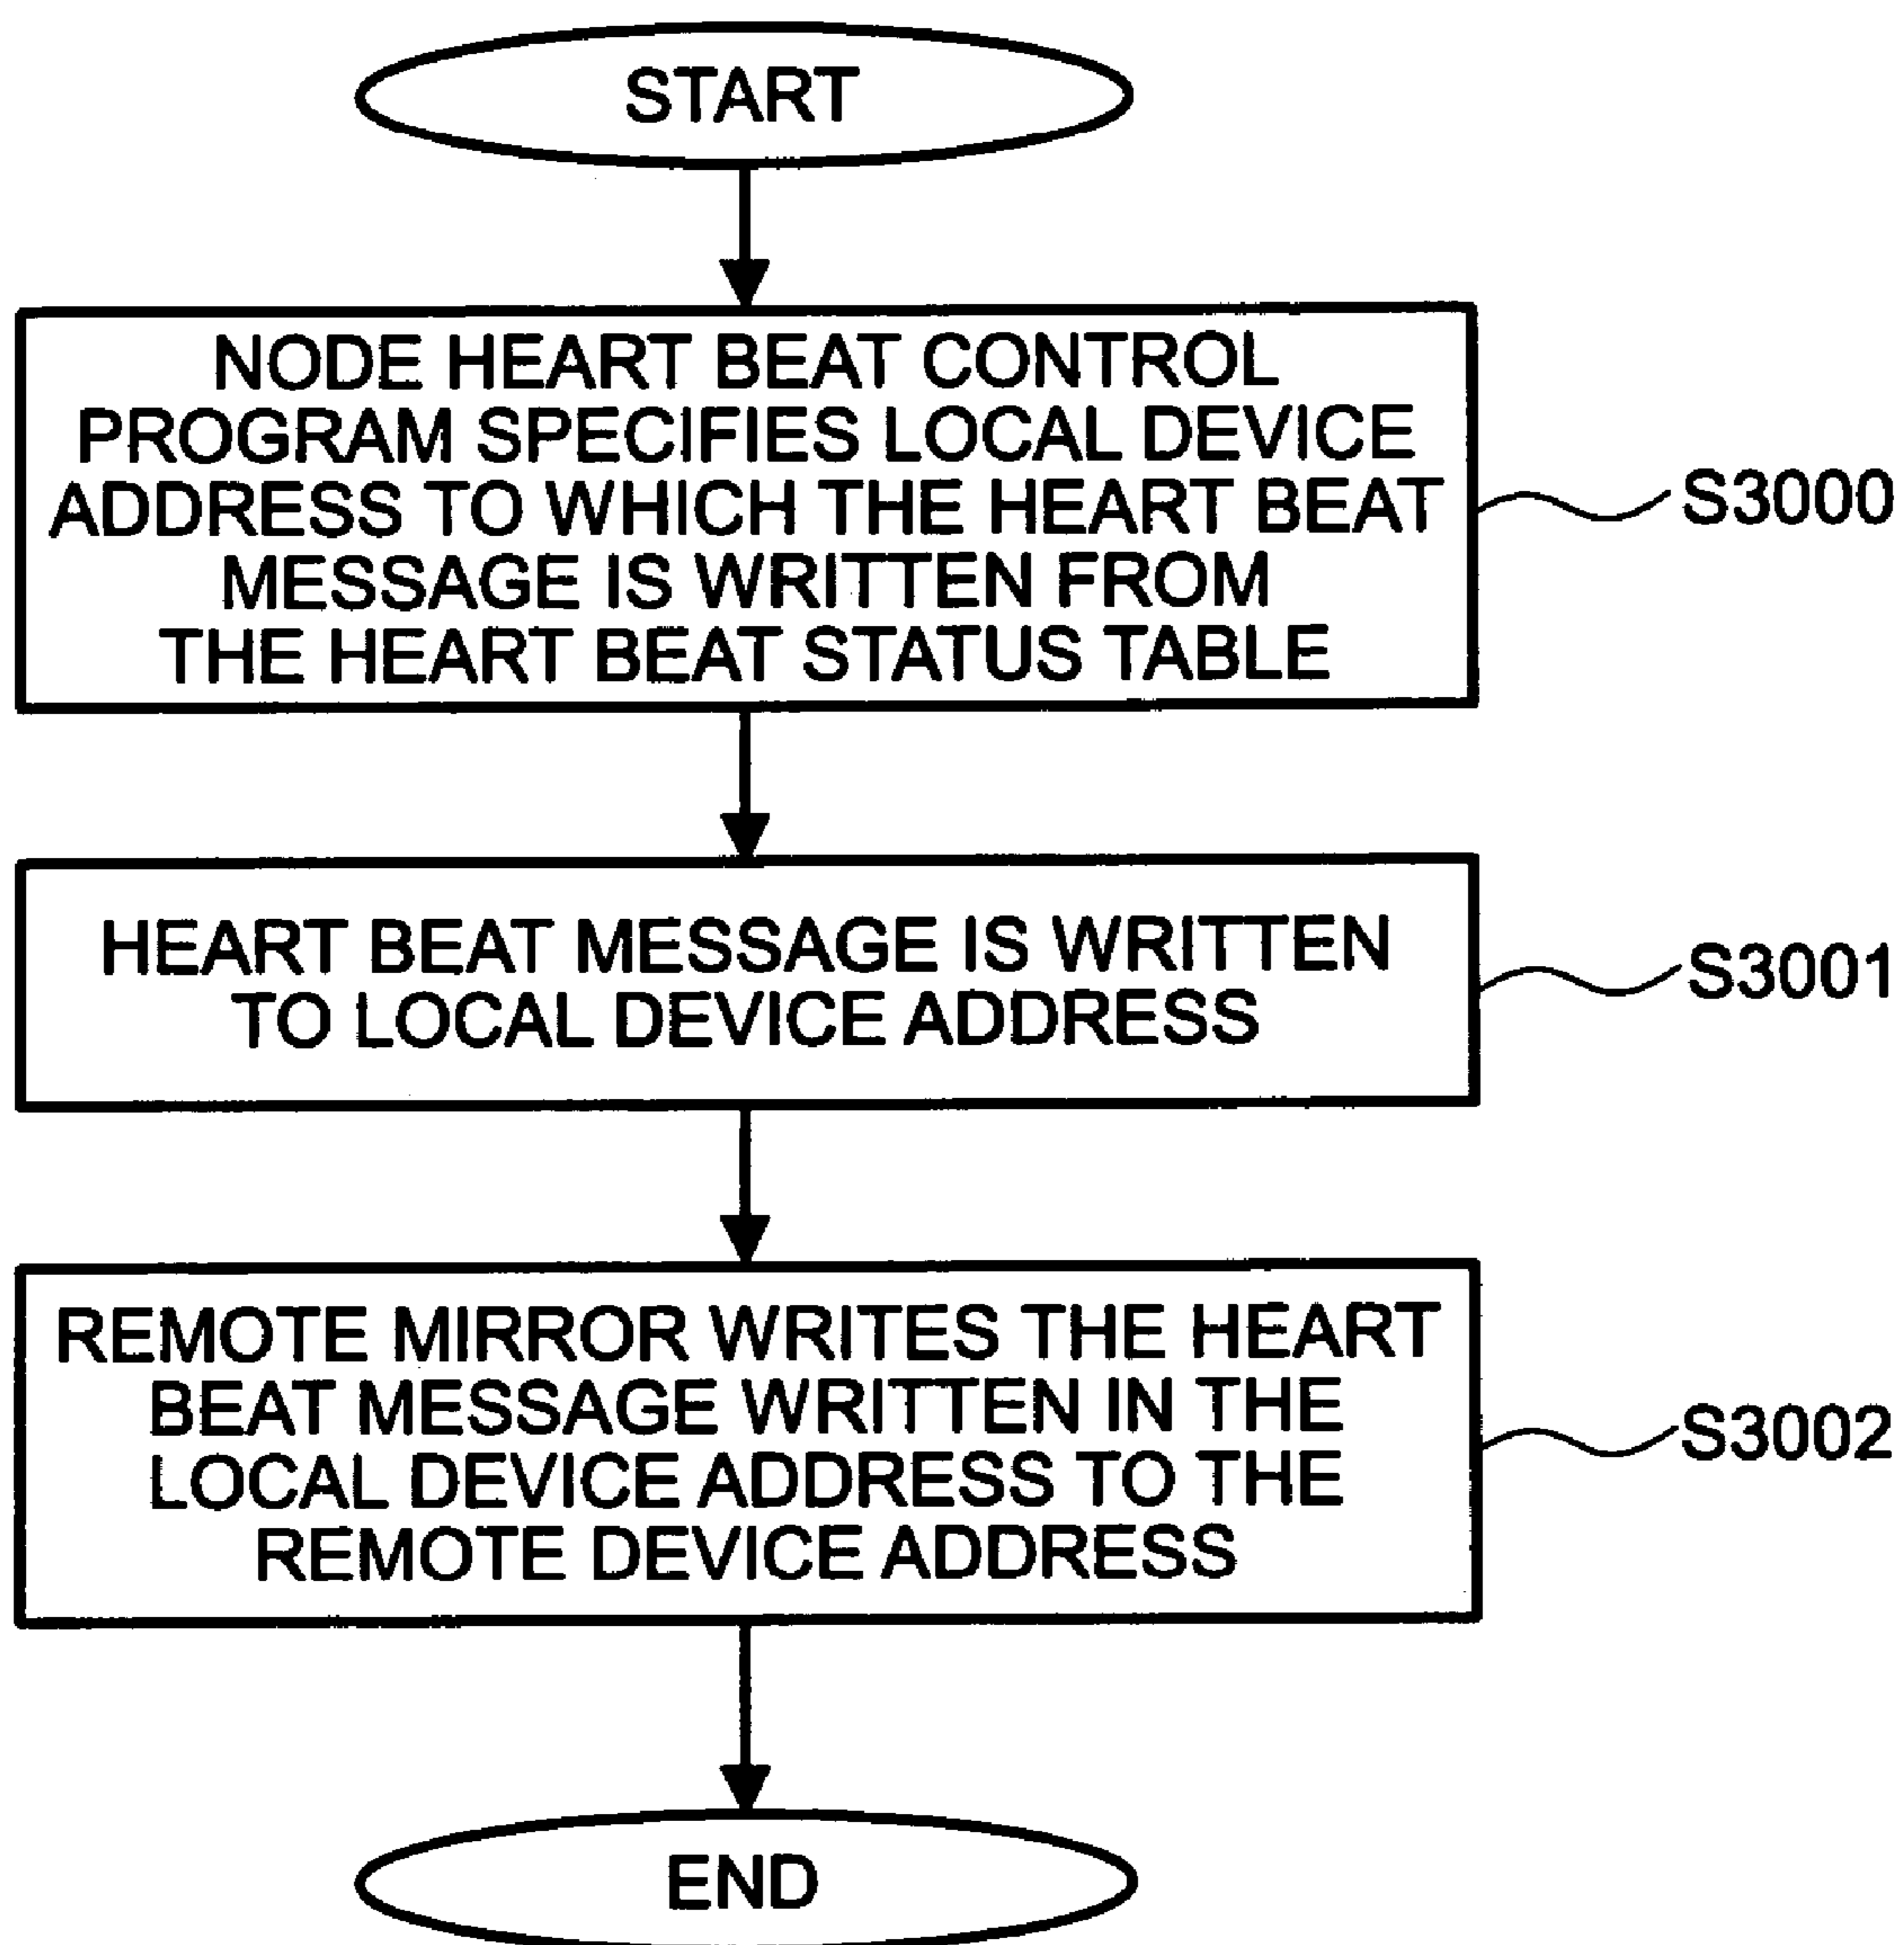 START
NODE HEART BEAT CONTROL
PROGRAM SPECIFIES LOCAL DEVICE
ADDRESS TO WHICH THE HEART BEAT
MESSAGE IS WRITTEN FROM
THE HEART BEAT STATUS TABLE
S3000
HEART BEAT MESSAGE IS WRITTEN
TO LOCAL DEVICE ADDRESS
S3001
REMOTE MIRROR WRITES THE HEART
BEAT MESSAGE WRITTEN IN THE
LOCAL DEVICE ADDRESS TO THE
REMOTE DEVICE ADDRESS
S3002
END